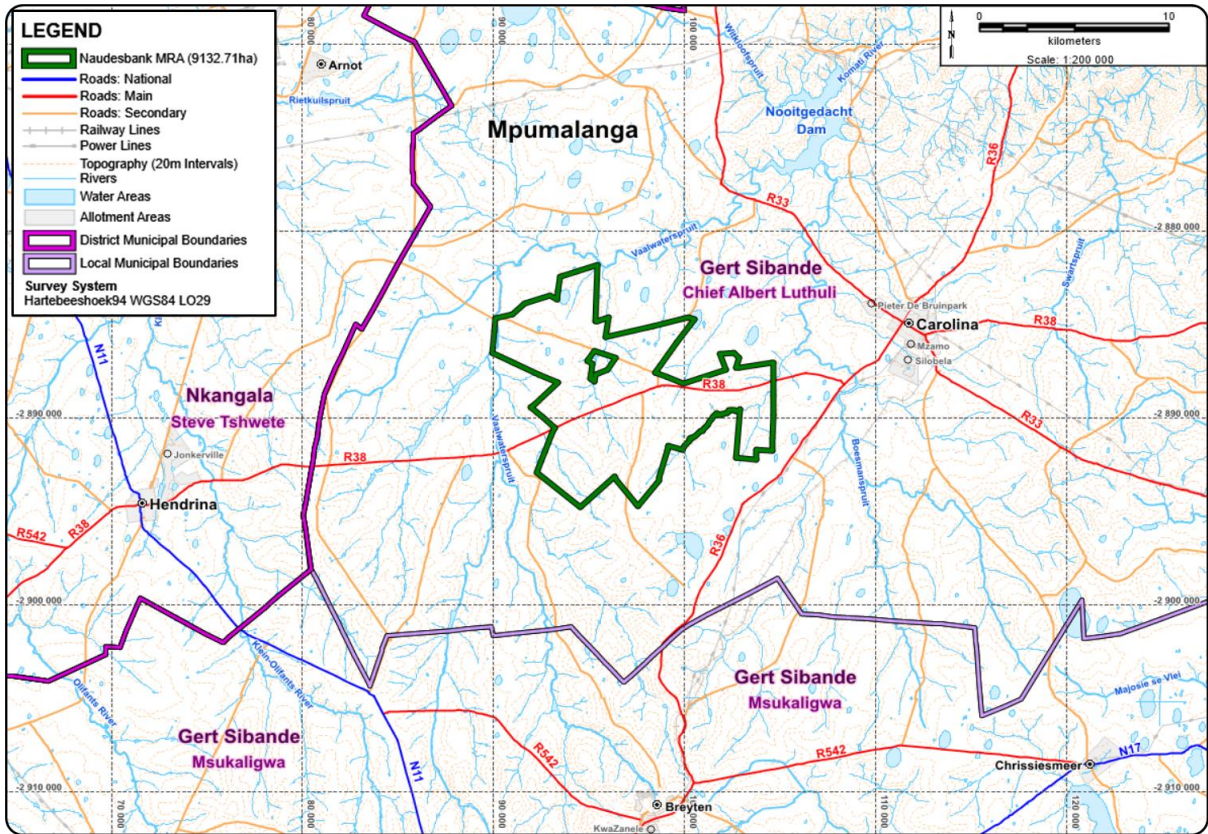 LEGEND
Naudesbank MRA (9132.71ha)
Roads: National
Roads: Main
Roads: Secondary
Railway Lines
Power Lines
Topography (20m Intervals)
Rivers
Water Areas
Allotment Areas
District Municipal Boundaries
Local Municipal Boundaries
Survey System
Hartebeeshoek94 WGS84 LO29
N
0 10
kilometers
Scale: 1:200 000
80 000
90 000
100 000
Arnot
Rietkuilspruit
Mpumalanga
Witkloofspruit
Komati River
Nooitgedacht
Dam
R36
R33
-2 880 000
Vaalwaterspruit
Swartspruit
Gert Sibande
Chief Albert Luthuli
Pieter De Bruinpark
Carolina
R38
Mzamo
Silobela
N11
Nkangala
Steve Tshwete
R38
-2 890 000
-2 890 000
R33
Jonkerville
Vaalwaterspruit
Boesmanspruit
R38
Hendrina
R38
R542
R36
-2 900 000
-2 900 000
Klein-Olifants River
Olifants River
Gert Sibande
Msukaligwa
Gert Sibande
Msukaligwa
Majosie se Vlei
N11
R542
R542
N17
Chrissiesmeer
-2 910 000
-2 910 000
70 000
80 000
90 000
100 000
110 000
120 000
Breyten
KwaZanele